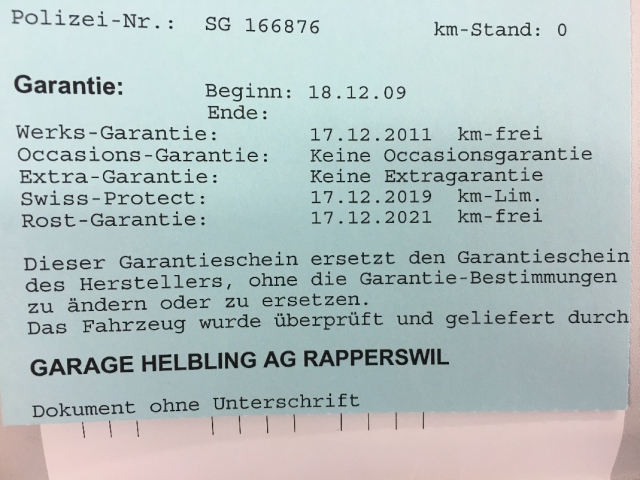 Polizei-Nr.: SG 166876 km-Stand: 0
Garantie: Beginn: 18.12.09
Ende:
Werks-Garantie: 17.12.2011 km-frei
Occasions-Garantie: Keine Occasionsgarantie
Extra-Garantie: Keine Extragarantie
Swiss-Protect: 17.12.2019 km-Lim.
Rost-Garantie: 17.12.2021 km-frei
Dieser Garantieschein ersetzt den Garantieschein
des Herstellers, ohne die Garantie-Bestimmungen
zu ändern oder zu ersetzen.
Das Fahrzeug wurde überprüft und geliefert durch
GARAGE HELBLING AG RAPPERSWIL
Dokument ohne Unterschrift